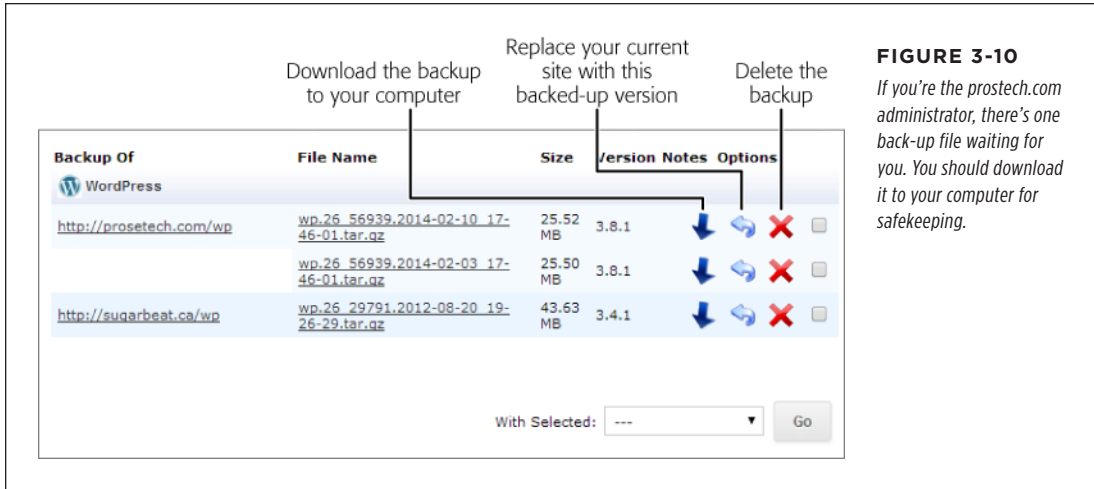 Download the backup
to your computer
Replace your current
site with this
backed-up version
Delete the
backup
FIGURE 3-10
If you're the prostech.com
administrator, there's one
back-up file waiting for
you. You should download
it to your computer for
safekeeping.
Backup Of File Name Size Version Notes Options
WordPress
http://prosetech.com/wp wp.26_56939.2014-02-10_17- 25.52 3.8.1
46-01.tar.gz MB
wp.26_56939.2014-02-03_17- 25.50 3.8.1
46-01.tar.gz MB
http://sugarbeat.ca/wp wp.26_29791.2012-08-20_19- 43.63 3.4.1
26-29.tar.gz MB
With Selected: --- Go